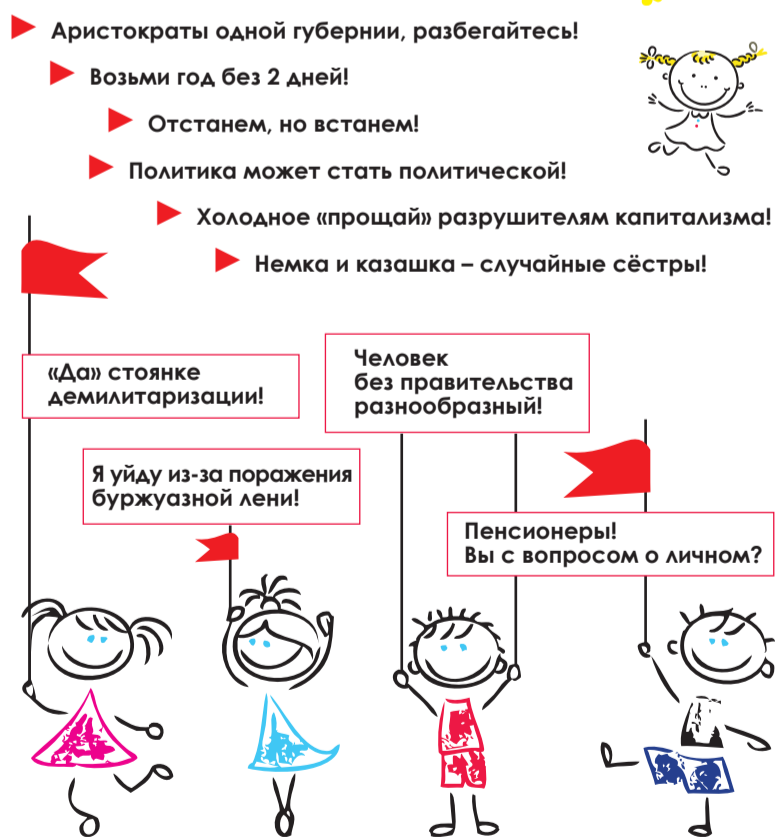 Аристократы одной губернии, разбегайтесь!
Возьми год без 2 дней!
Отстанем, но встанем!
Политика может стать политической!
Холодное «прощай» разрушителям капитализма!
Немка и казашка – случайные сёстры!
«Да» стоянке
демилитаризации!
Человек
без правительства
разнообразный!
Я уйду из-за поражения
буржуазной лени!
Пенсионеры!
Вы с вопросом о личном?